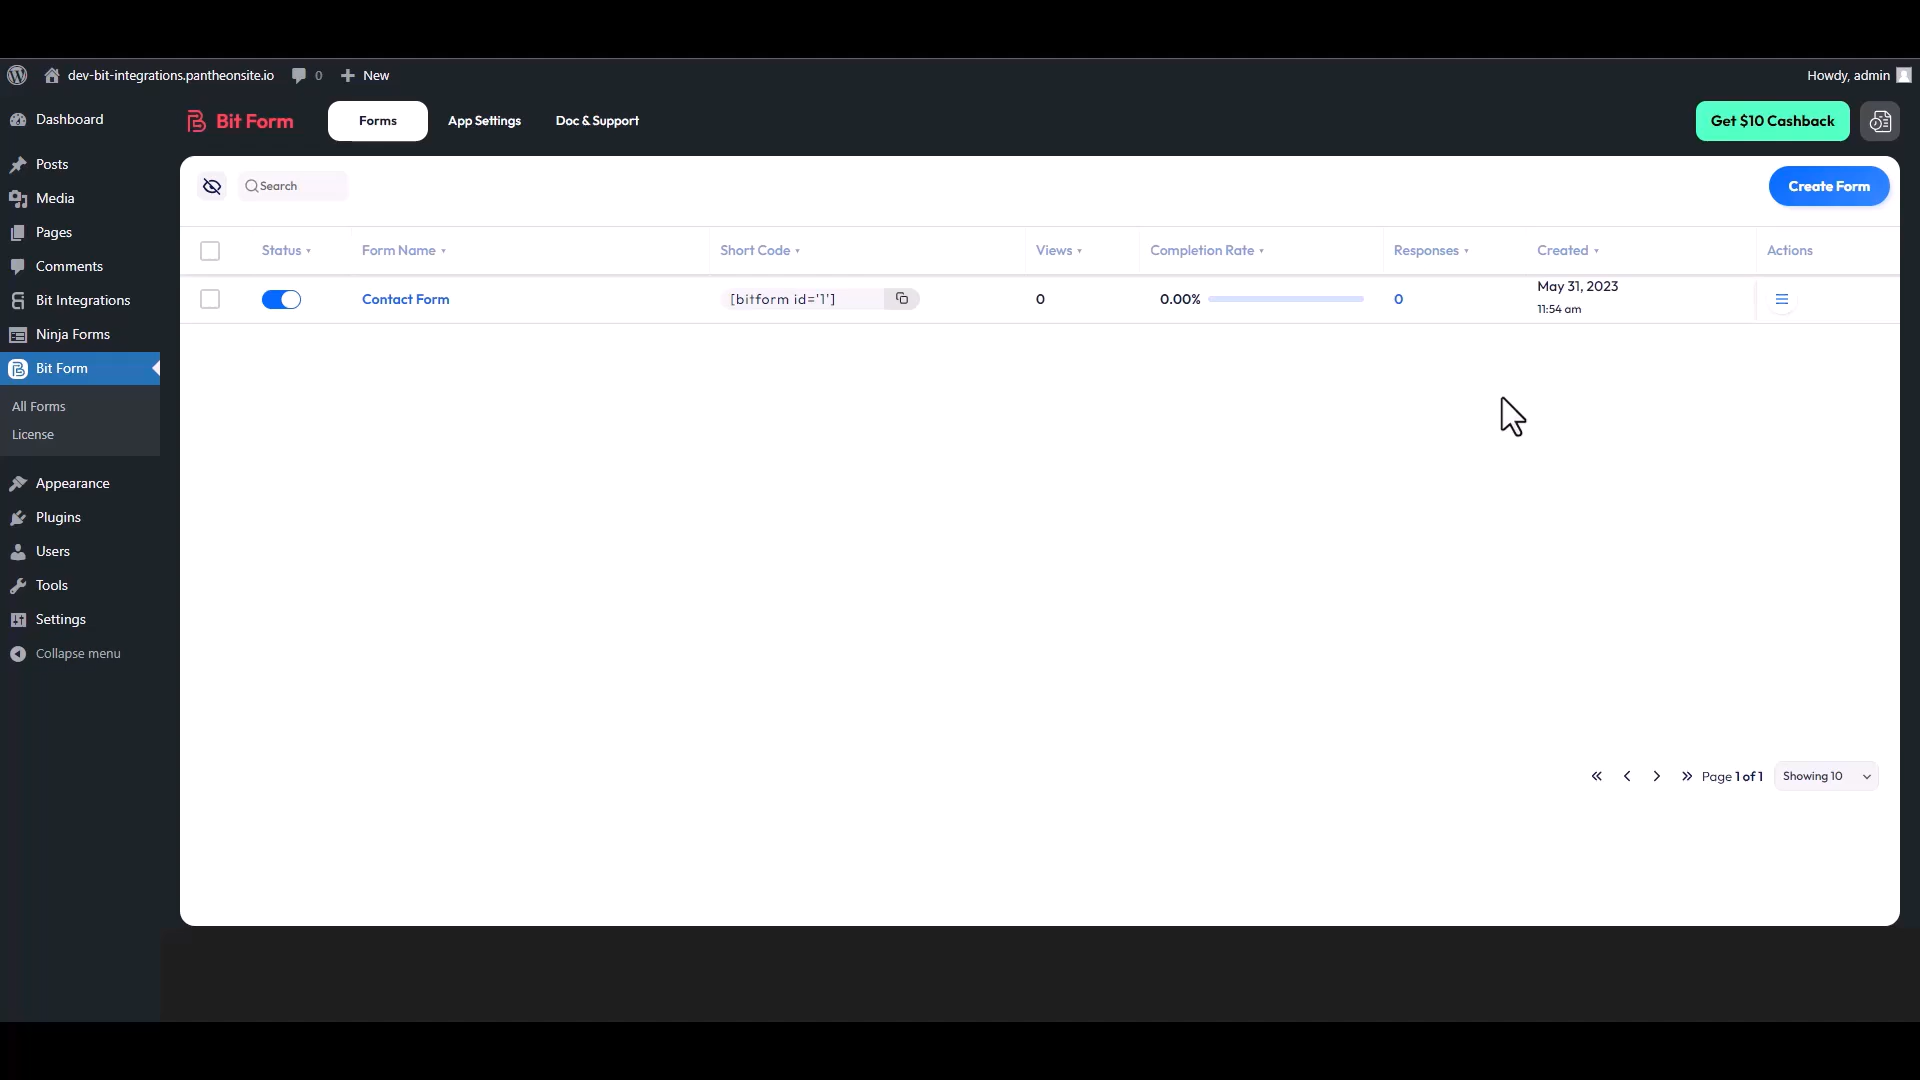 dev-bit-integrations.pantheonsite.io 0 New Howdy, admin
Dashboard
Posts
Media
Pages
Comments
Bit Integrations
Ninja Forms
Bit Form
All Forms
License
Appearance
Plugins
Users
Tools
Settings
Collapse menu
Bit Form Forms App Settings Doc & Support Get $10 Cashback
Search Create Form
Status Form Name Short Code Views Completion Rate Responses Created Actions
Contact Form [bitform id='1'] 0 0.00% 0 May 31, 2023
11:54 am
Page 1 of 1 Showing 10